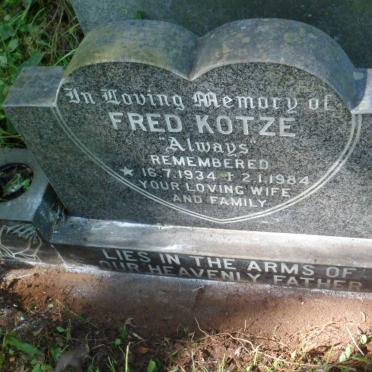 In Loving Memory of
FRED KOTZE
"Always"
REMEMBERED
* 16.7.1934 ✝ 2.1.1984
YOUR LOVING WIFE
AND FAMILY
LIES IN THE ARMS OF
OUR HEAVENLY FATHER